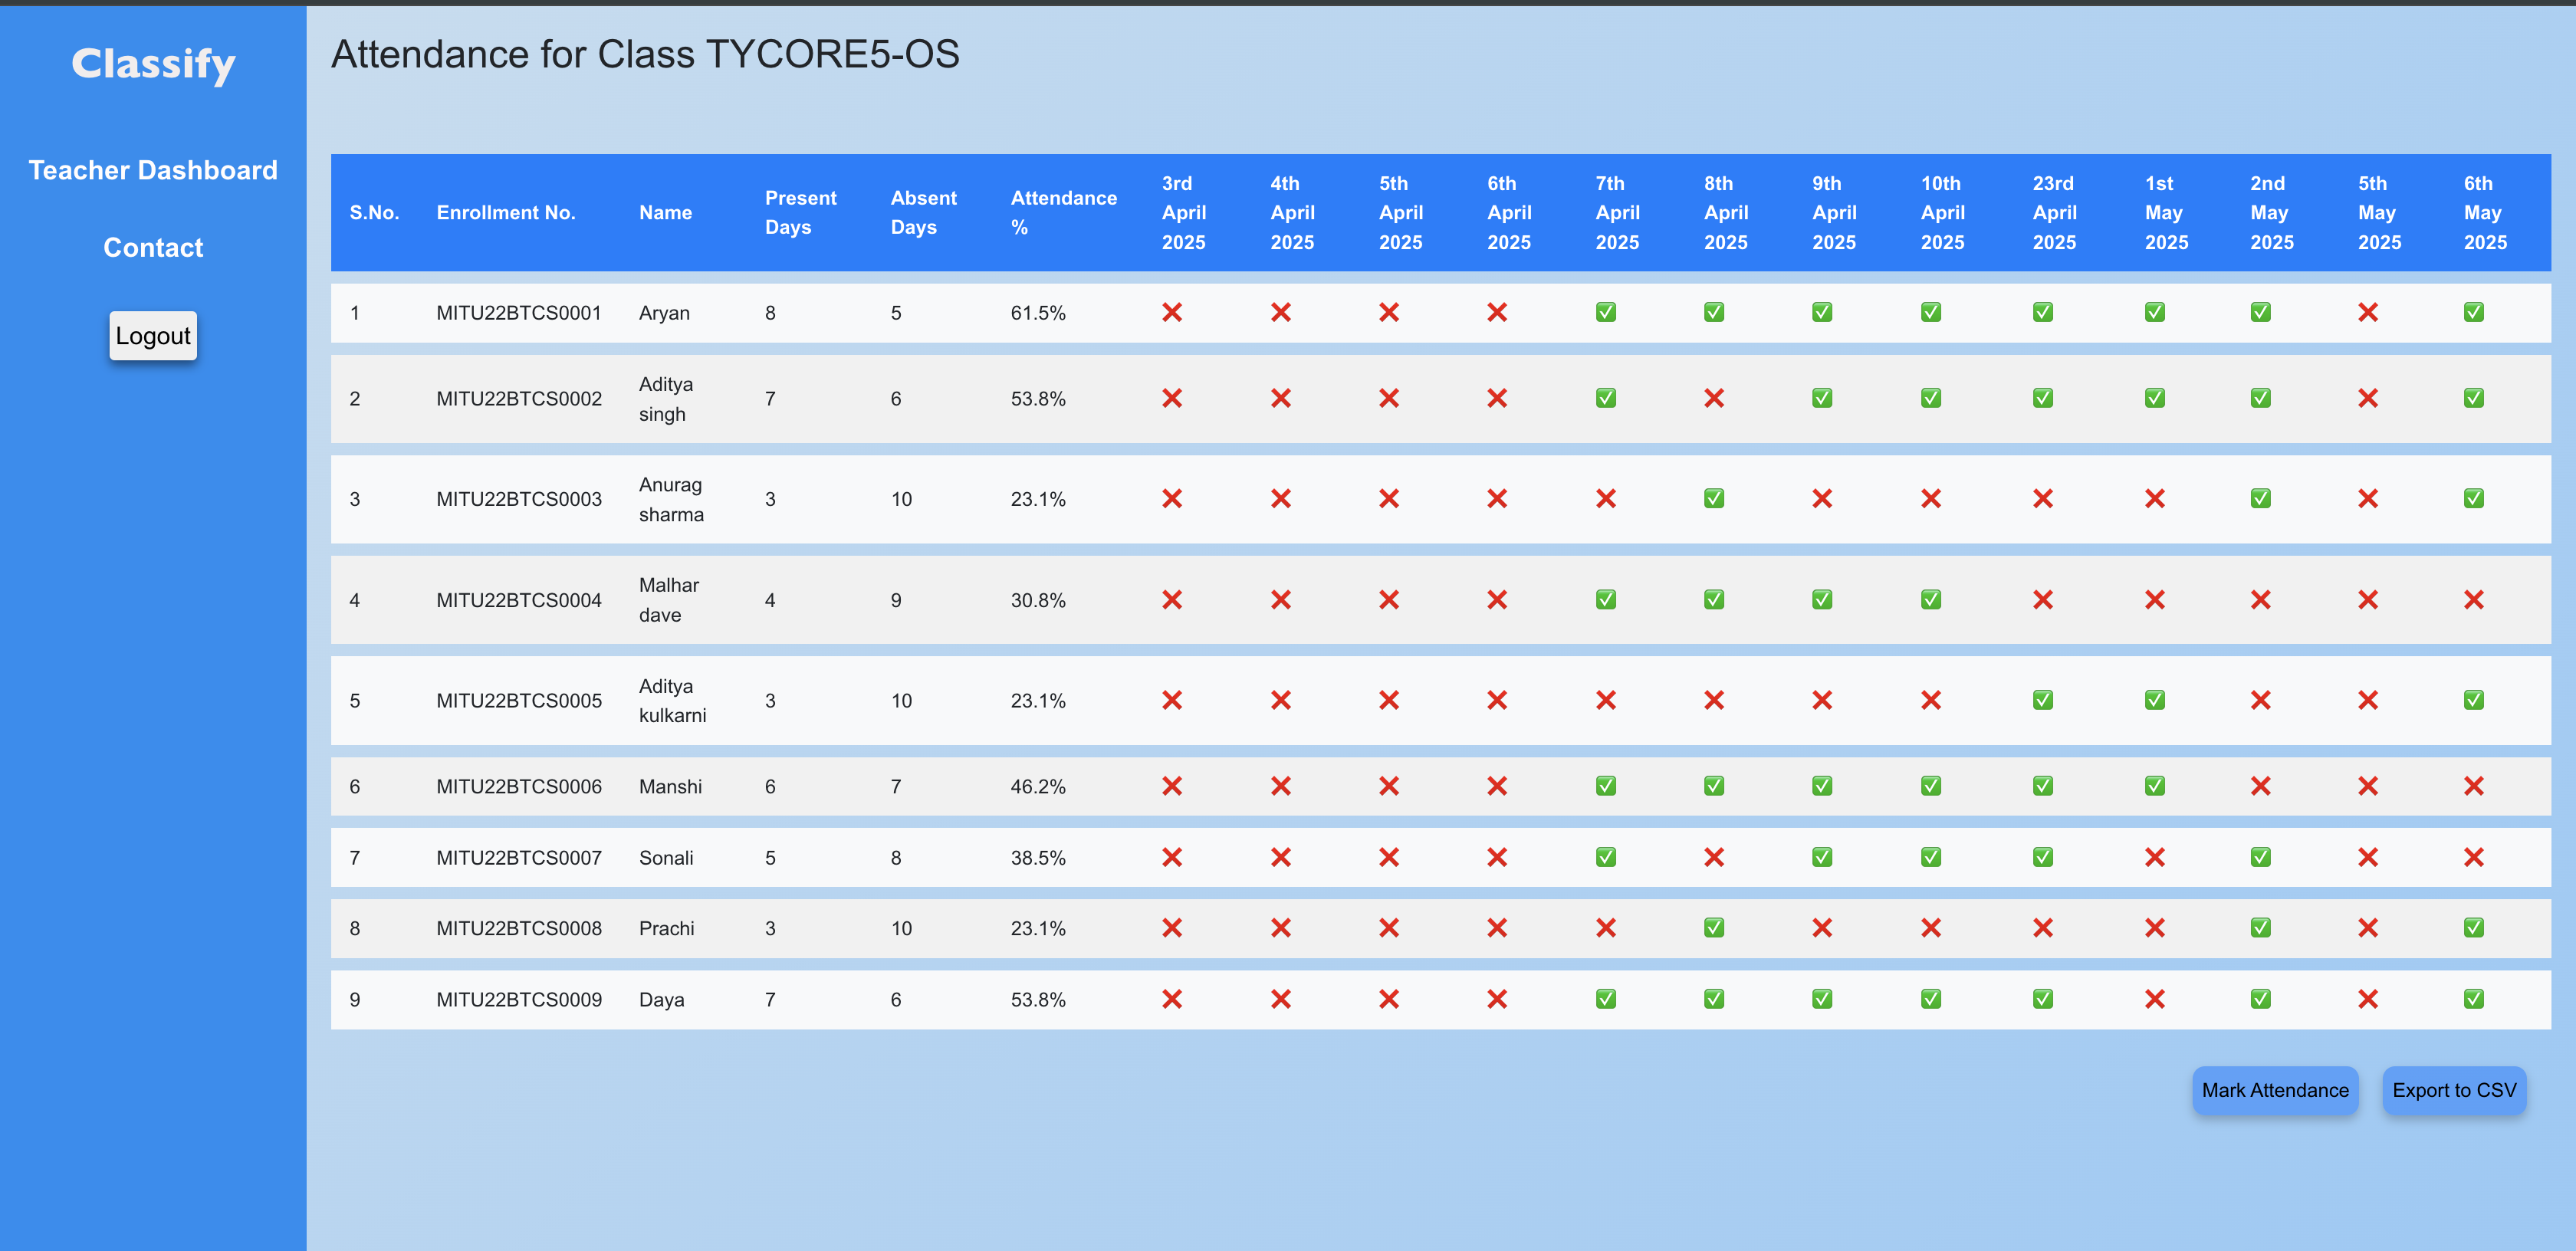 Classify
Teacher Dashboard
Contact
Logout
Attendance for Class TYCORE5-OS
S.No. Enrollment No. Name Present Days Absent Days Attendance % 3rd April 2025 4th April 2025 5th April 2025 6th April 2025 7th April 2025 8th April 2025 9th April 2025 10th April 2025 23rd April 2025 1st May 2025 2nd May 2025 5th May 2025 6th May 2025
1 MITU22BTCS0001 Aryan 8 5 61.5% ❌ ❌ ❌ ❌ ✅ ✅ ✅ ✅ ✅ ✅ ✅ ❌ ✅
2 MITU22BTCS0002 Aditya singh 7 6 53.8% ❌ ❌ ❌ ❌ ✅ ❌ ✅ ✅ ✅ ✅ ✅ ❌ ✅
3 MITU22BTCS0003 Anurag sharma 3 10 23.1% ❌ ❌ ❌ ❌ ❌ ✅ ❌ ❌ ❌ ❌ ✅ ❌ ✅
4 MITU22BTCS0004 Malhar dave 4 9 30.8% ❌ ❌ ❌ ❌ ✅ ✅ ✅ ✅ ❌ ❌ ❌ ❌ ❌
5 MITU22BTCS0005 Aditya kulkarni 3 10 23.1% ❌ ❌ ❌ ❌ ❌ ❌ ❌ ❌ ✅ ✅ ❌ ❌ ✅
6 MITU22BTCS0006 Manshi 6 7 46.2% ❌ ❌ ❌ ❌ ✅ ✅ ✅ ✅ ✅ ✅ ❌ ❌ ❌
7 MITU22BTCS0007 Sonali 5 8 38.5% ❌ ❌ ❌ ❌ ✅ ❌ ✅ ✅ ✅ ❌ ✅ ❌ ❌
8 MITU22BTCS0008 Prachi 3 10 23.1% ❌ ❌ ❌ ❌ ❌ ✅ ❌ ❌ ❌ ❌ ✅ ❌ ✅
9 MITU22BTCS0009 Daya 7 6 53.8% ❌ ❌ ❌ ❌ ✅ ✅ ✅ ✅ ✅ ❌ ✅ ❌ ✅
Mark Attendance Export to CSV